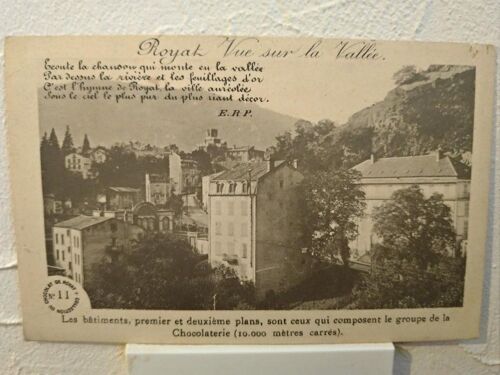 Royat Vue sur la Vallée.
Ecoute la chanson qui monte en la vallée
Par dessus la rivière et les feuillages d'or
C'est l'hymne de Royat, la ville auréolée
Sous le ciel le plus pur du plus riant décor.
E.R.P.
CHOCOLAT DE ROYAT
N° 11
Les bâtiments, premier et deuxième plans, sont ceux qui composent le groupe de la
Chocolaterie (10.000 mètres carrés).